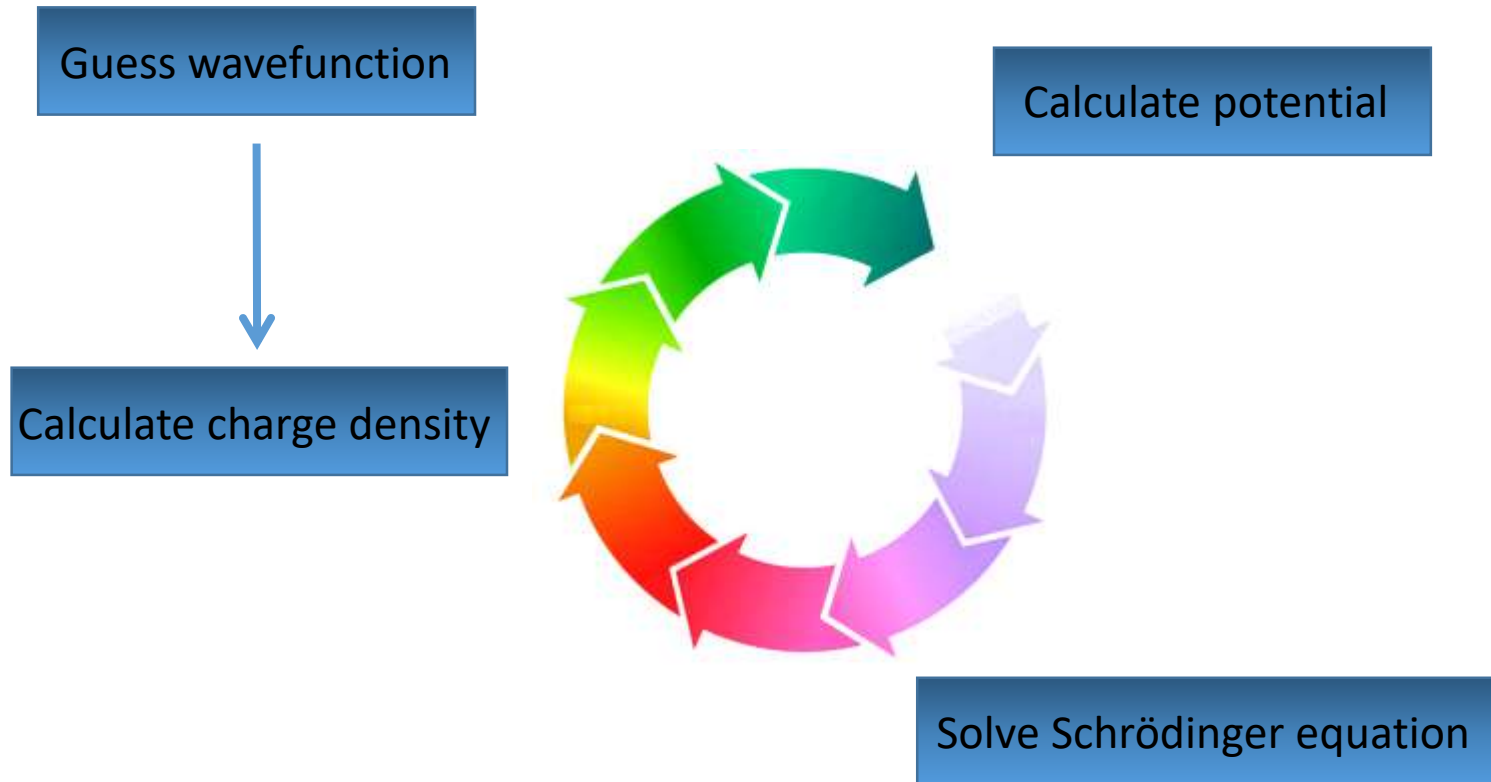 Guess wavefunction
Calculate potential
Calculate charge density
Solve Schrödinger equation